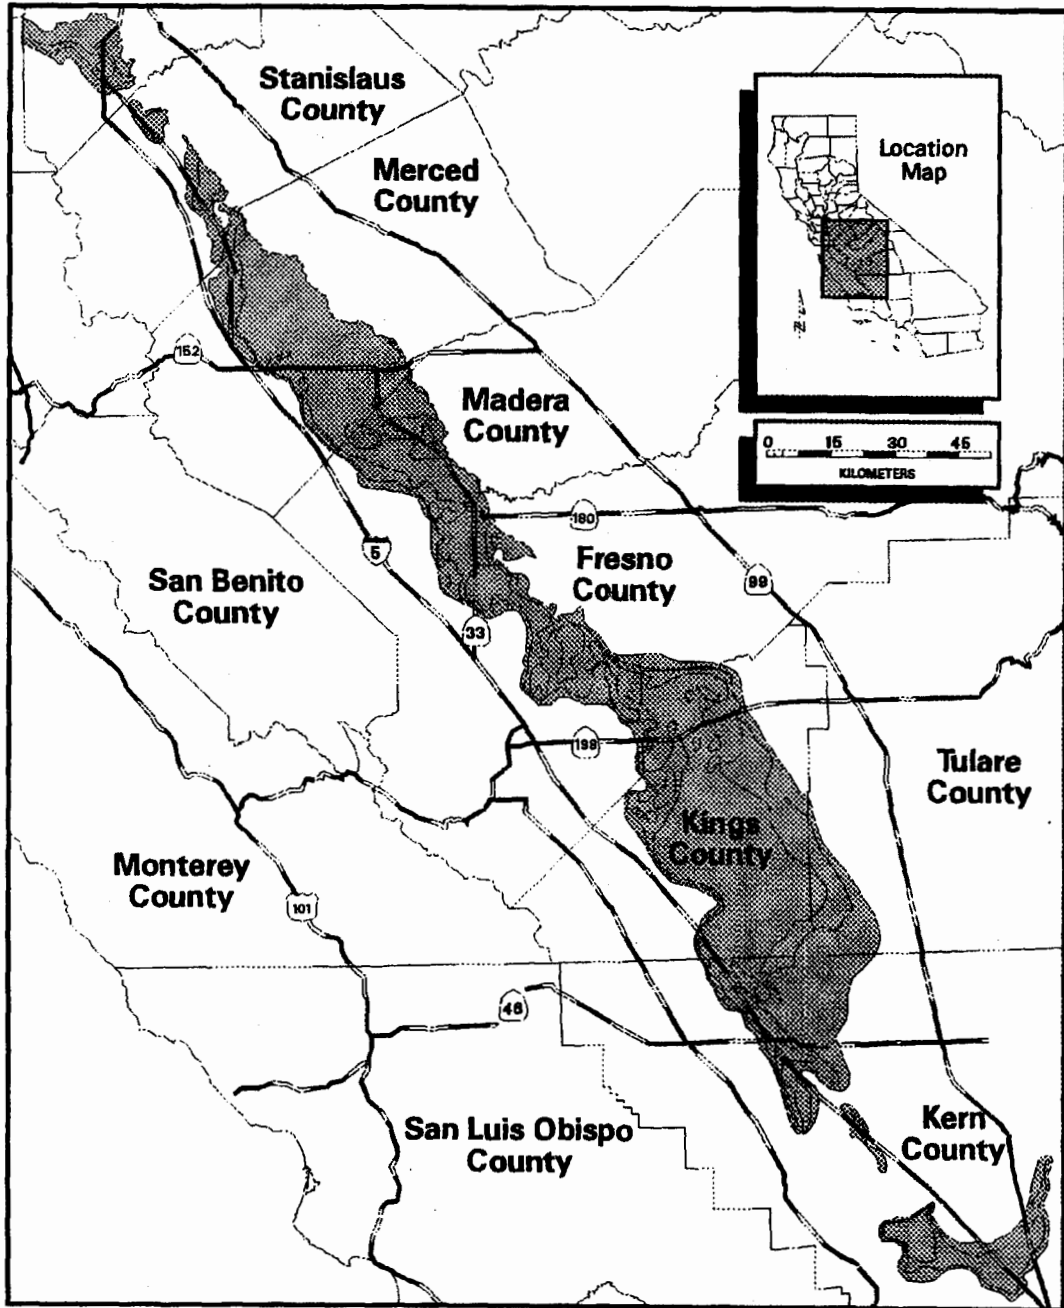 Stanislaus
County
Merced
County
Location
Map
N
152
Madera
County
0 15 30 45
KILOMETERS
180
5
Fresno
County
99
San Benito
County
33
198
Tulare
County
Kings
County
Monterey
County
101
46
San Luis Obispo
County
Kern
County